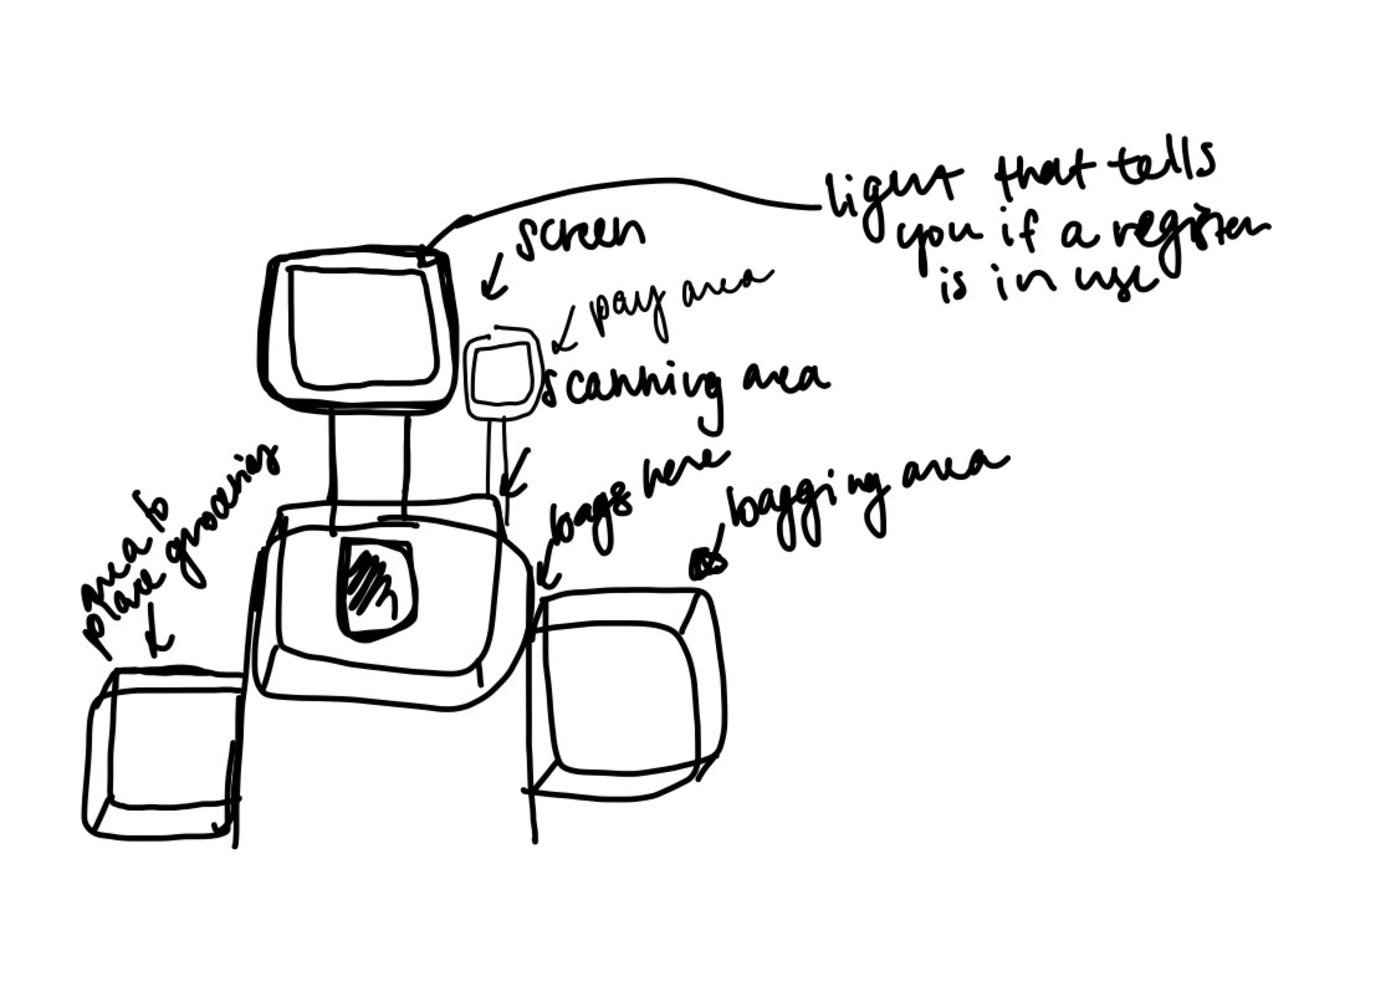 light that tells
you if a register
is in use
screen
pay area
scanning area
bags here
bagging area
area to
place groceries